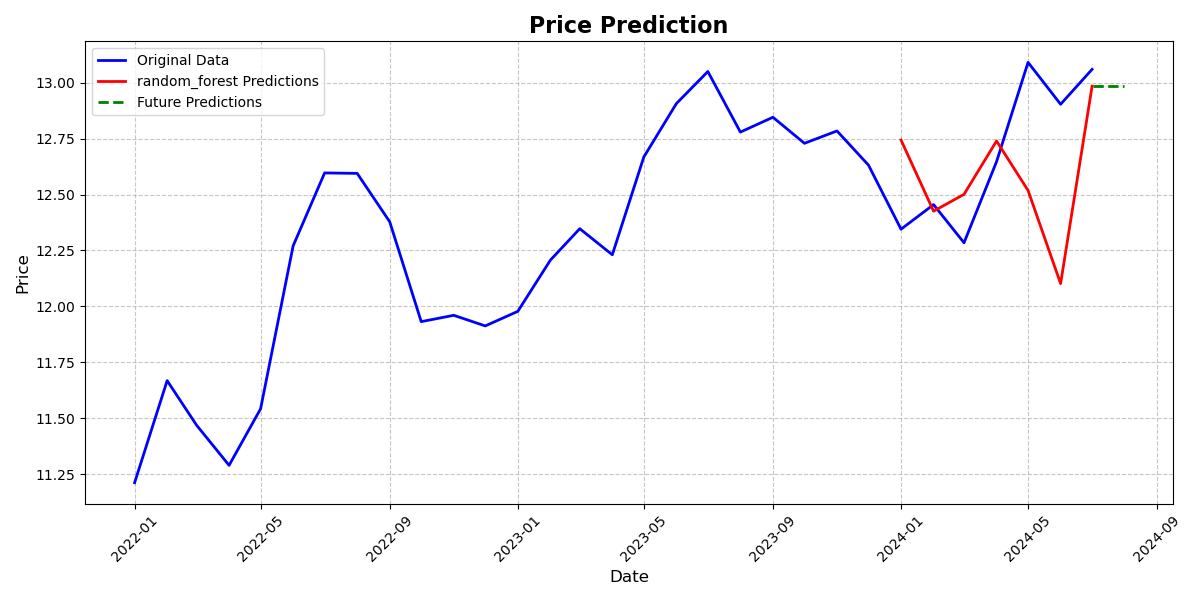 Price Prediction
Original Data
random_forest Predictions
Future Predictions
Price
13.00
12.75
12.50
12.25
12.00
11.75
11.50
11.25
2022-01
2022-05
2022-09
2023-01
2023-05
2023-09
2024-01
2024-05
2024-09
Date